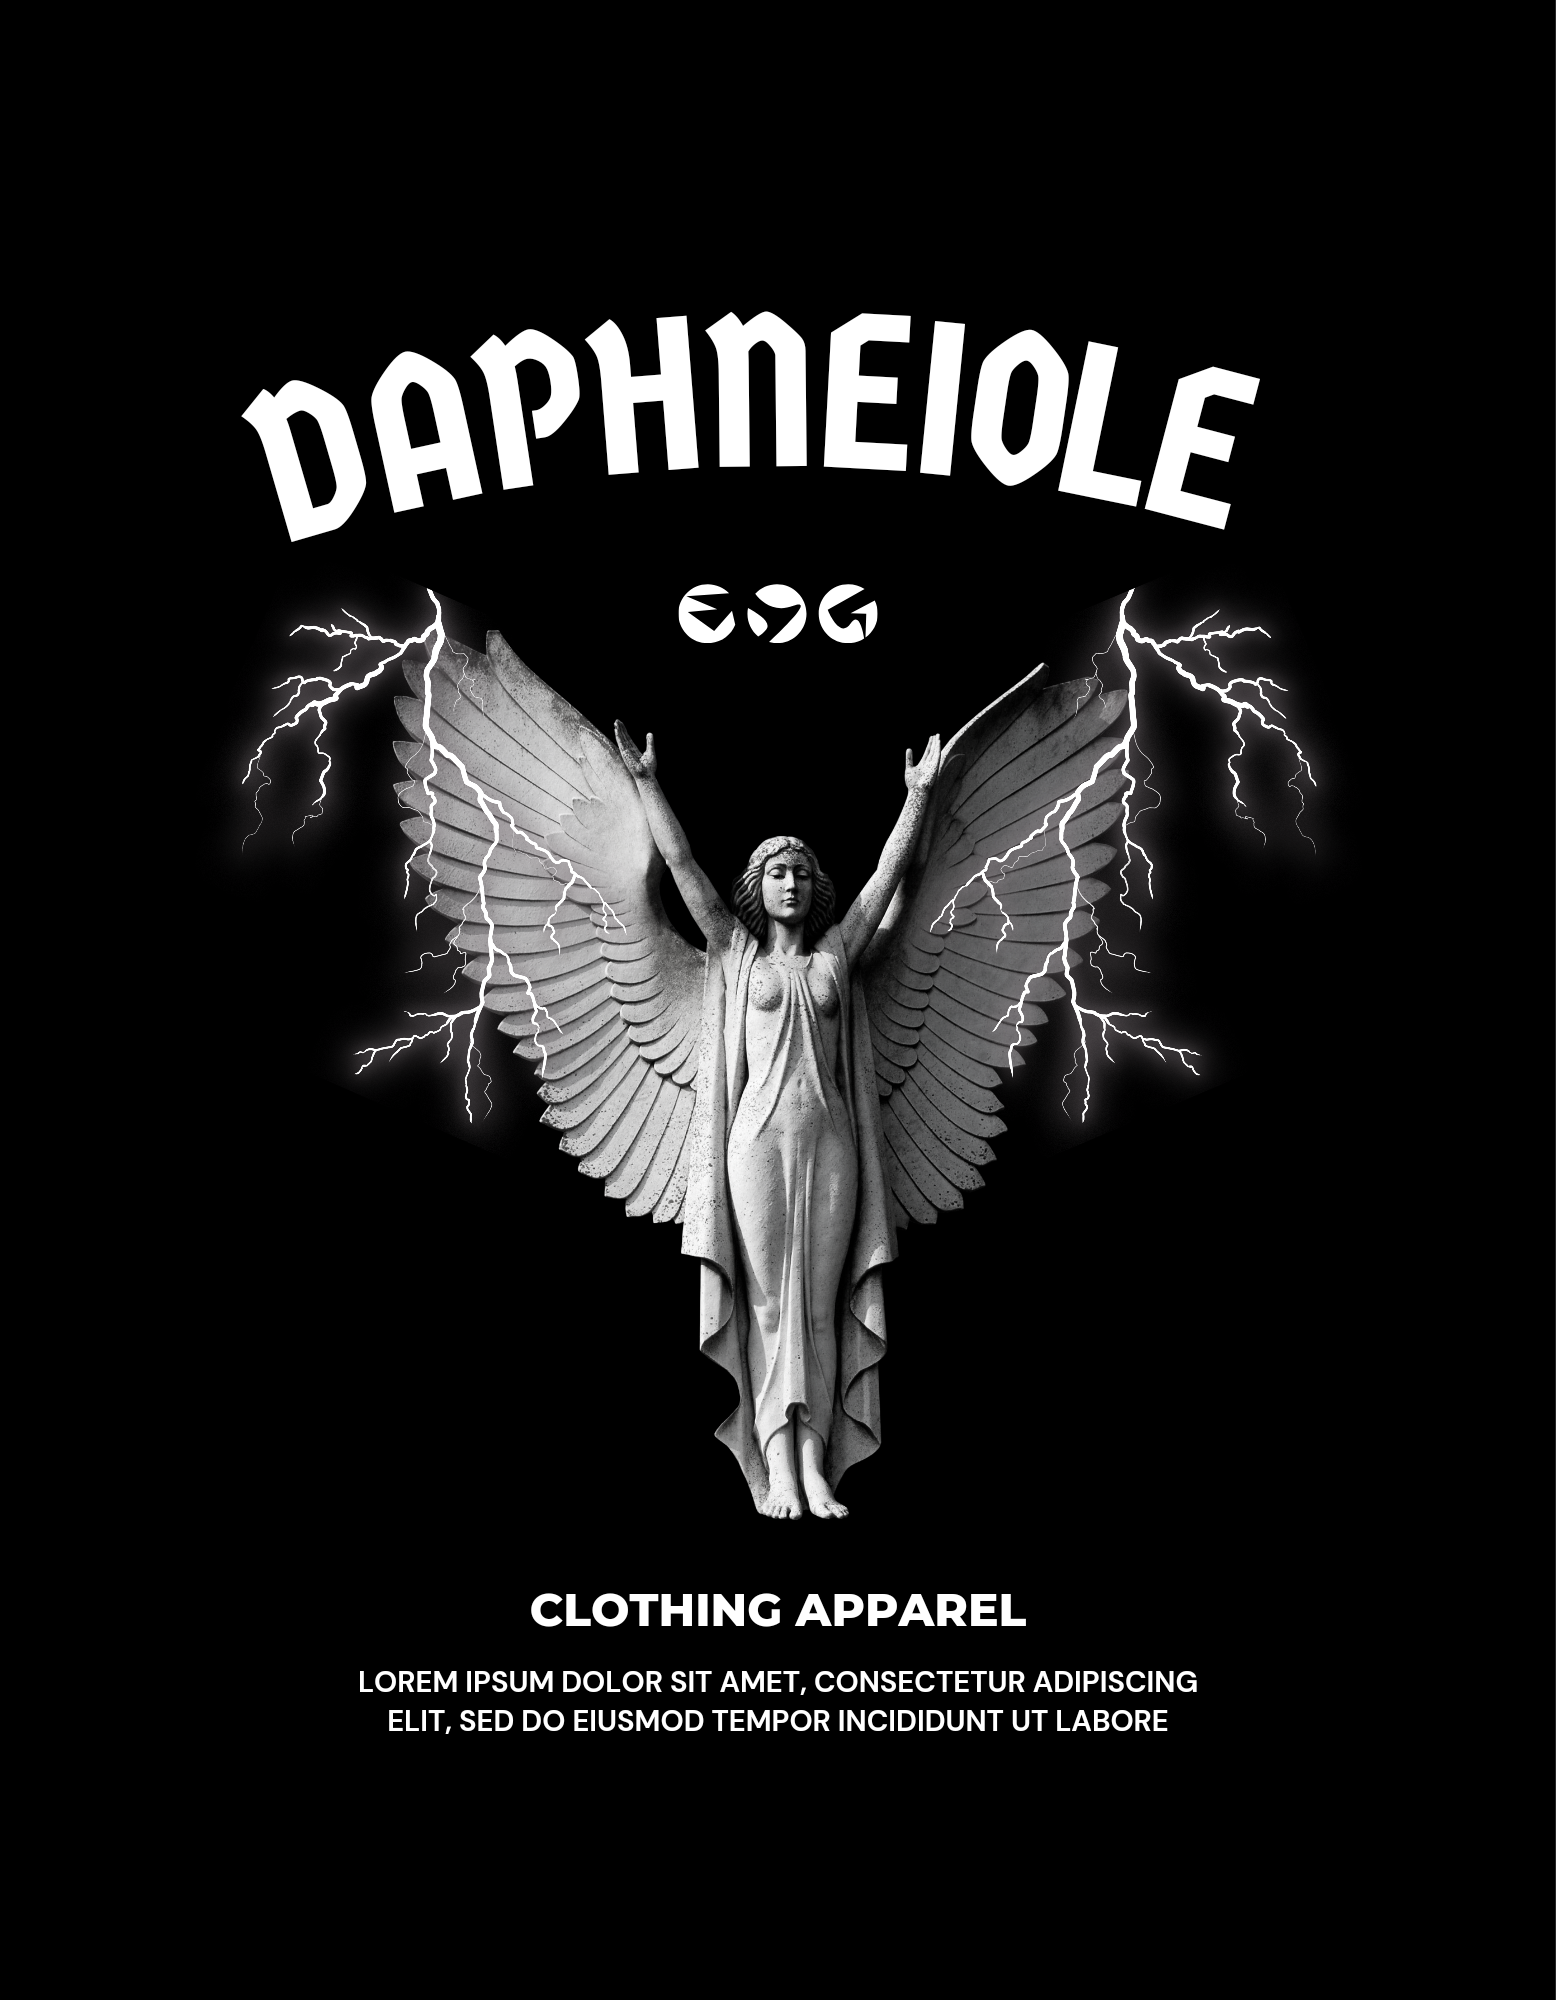 DAPHNEIOLE
CLOTHING APPAREL
LOREM IPSUM DOLOR SIT AMET, CONSECTETUR ADIPISCING
ELIT, SED DO EIUSMOD TEMPOR INCIDIDUNT UT LABORE